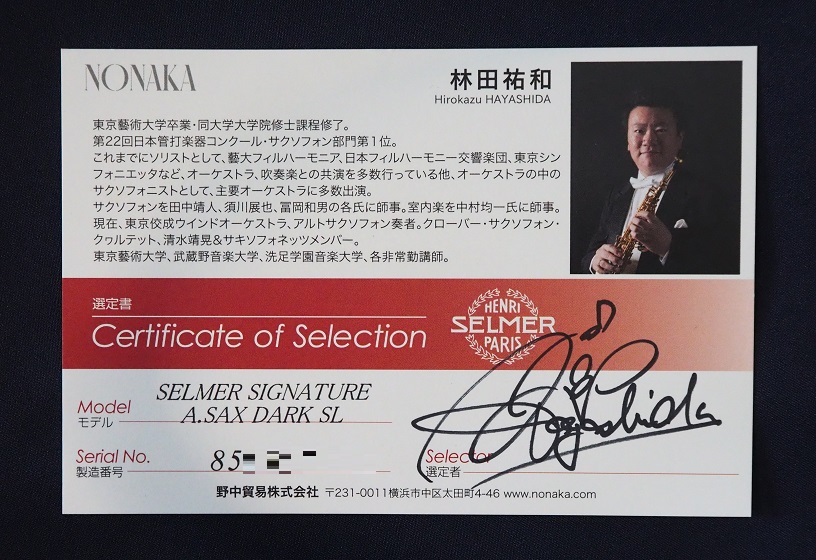 NONAKA
林田祐和
Hirokazu HAYASHIDA
東京藝術大学卒業・同大学大学院修士課程修了。
第22回日本管打楽器コンクール・サクソフォン部門第1位。
これまでにソリストとして、藝大フィルハーモニア、日本フィルハーモニー交響楽団、東京シン
フォニエッタなど、オーケストラ、吹奏楽との共演を多数行っている他、オーケストラの中の
サクソフォニストとして、主要オーケストラに多数出演。
サクソフォンを田中靖人、須川展也、冨岡和男の各氏に師事。室内楽を中村均一氏に師事。
現在、東京佼成ウインドオーケストラ、アルトサクソフォン奏者。クローバー・サクソフォン・
クヮルテット、清水靖晃&サキソフォネッツメンバー。
東京藝術大学、武蔵野音楽大学、洗足学園音楽大学、各非常勤講師。
選定書
Certificate of Selection
HENRI
SELMER
PARIS
Model SELMER SIGNATURE
モデル A.SAX DARK SL
Serial No. 85
製造番号
Selector
選定者
野中貿易株式会社 〒231-0011横浜市中区太田町4-46 www.nonaka.com